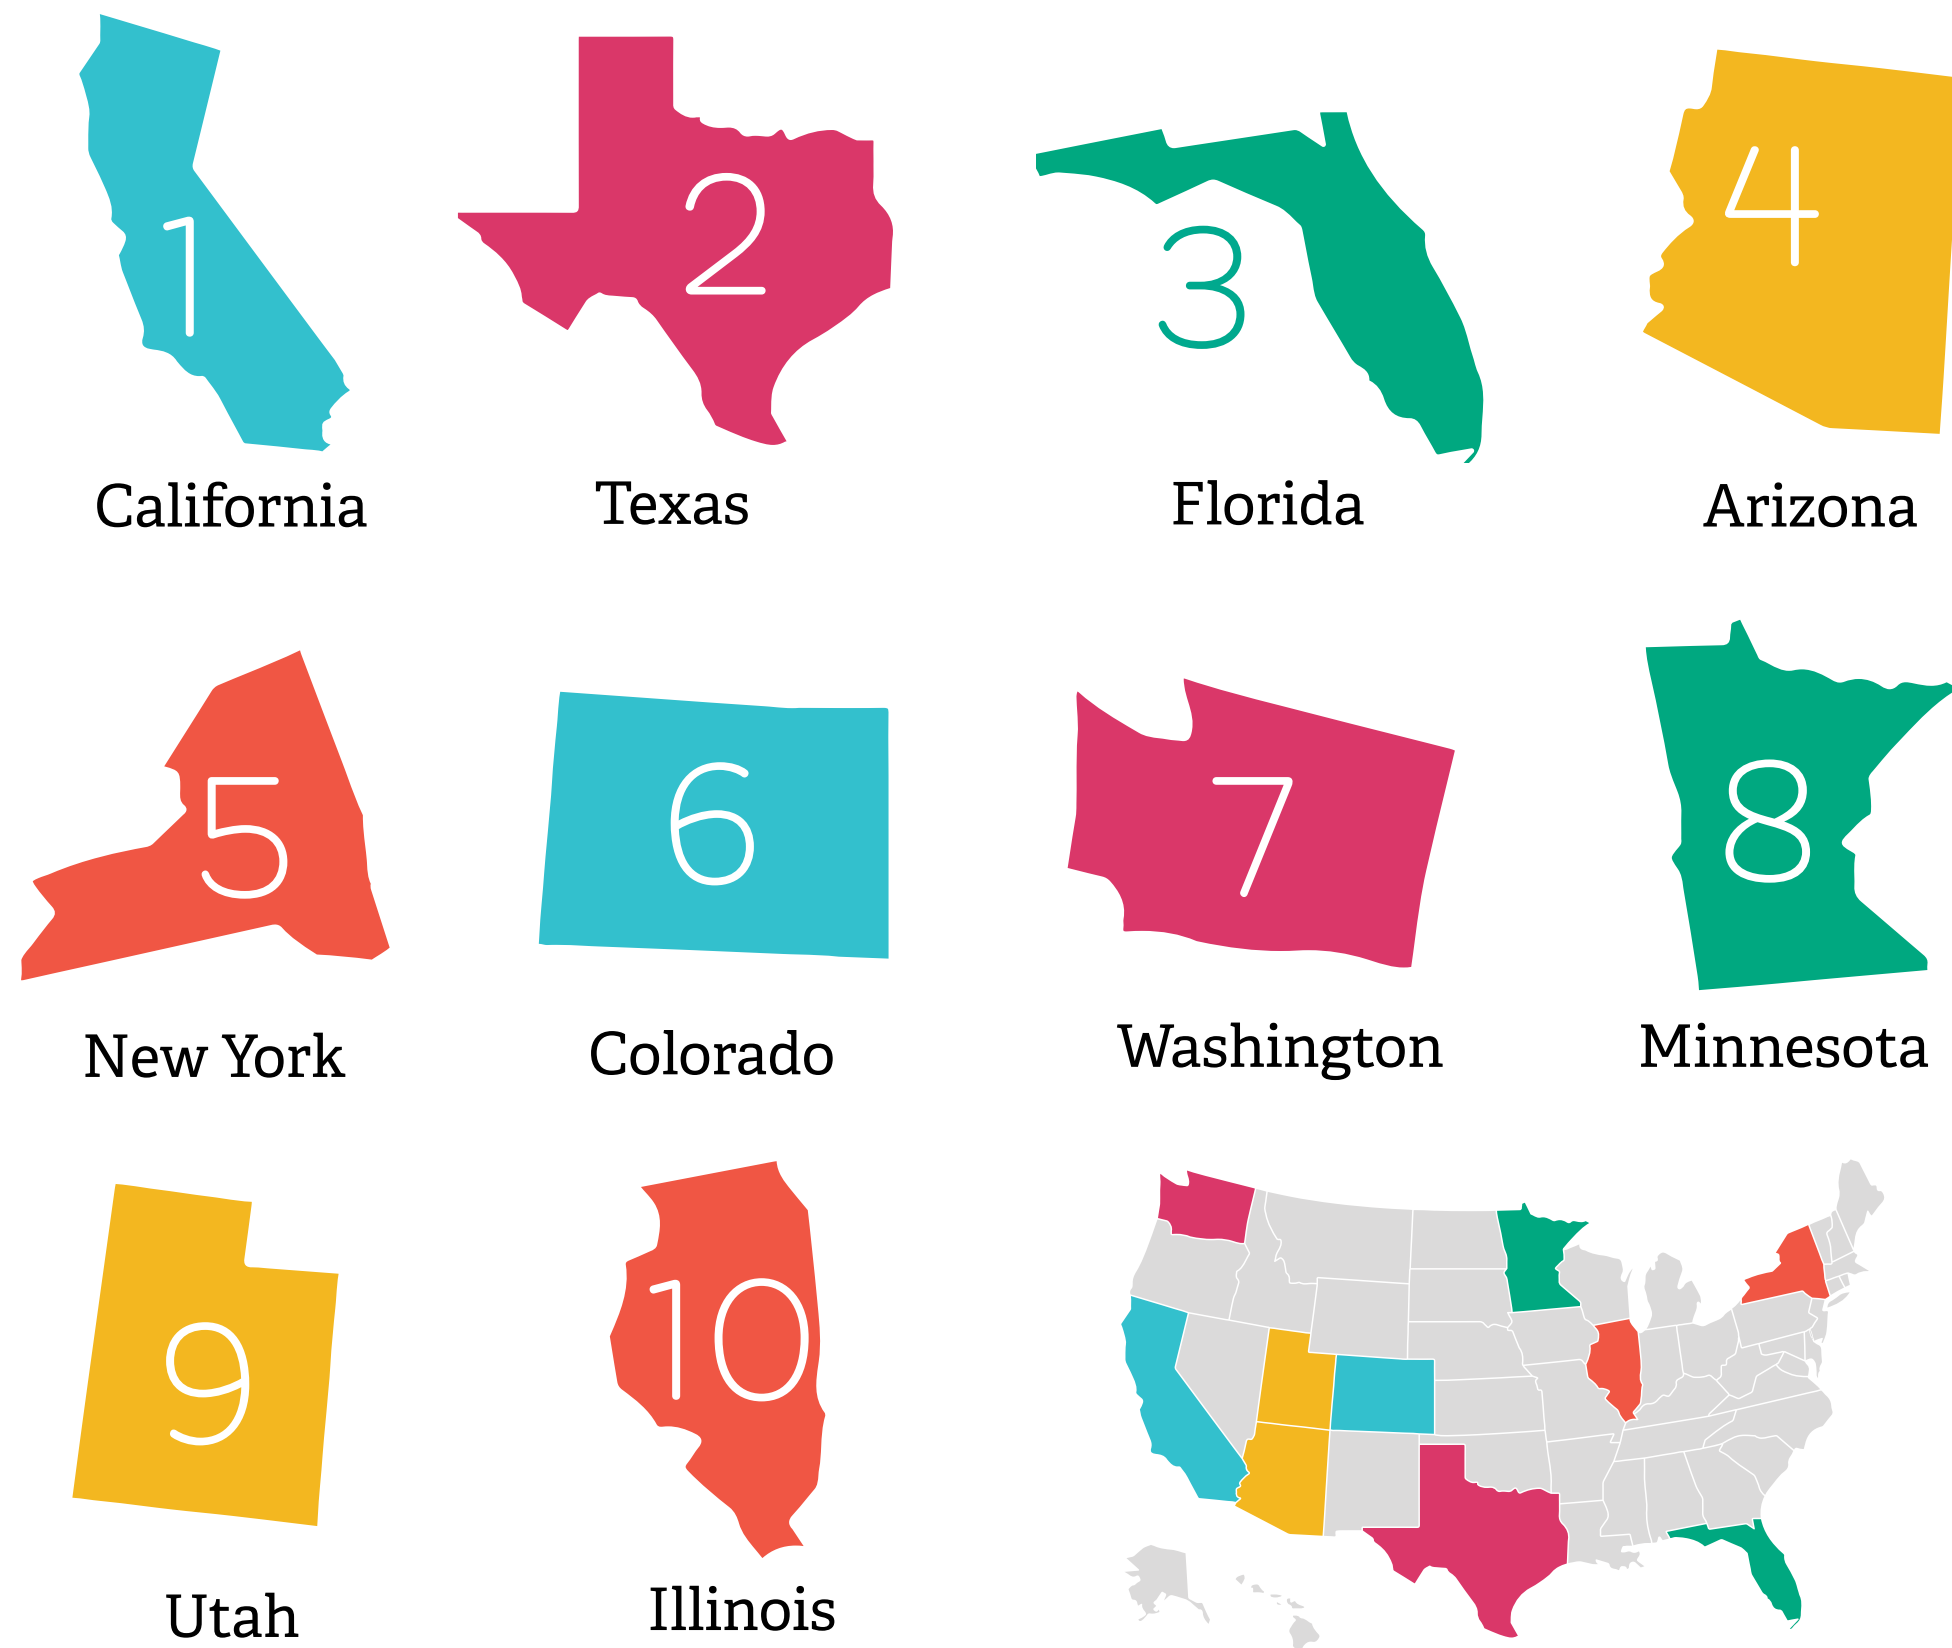 1
2
3
4
California
Texas
Florida
Arizona
5
6
7
8
New York
Colorado
Washington
Minnesota
9
10
Utah
Illinois